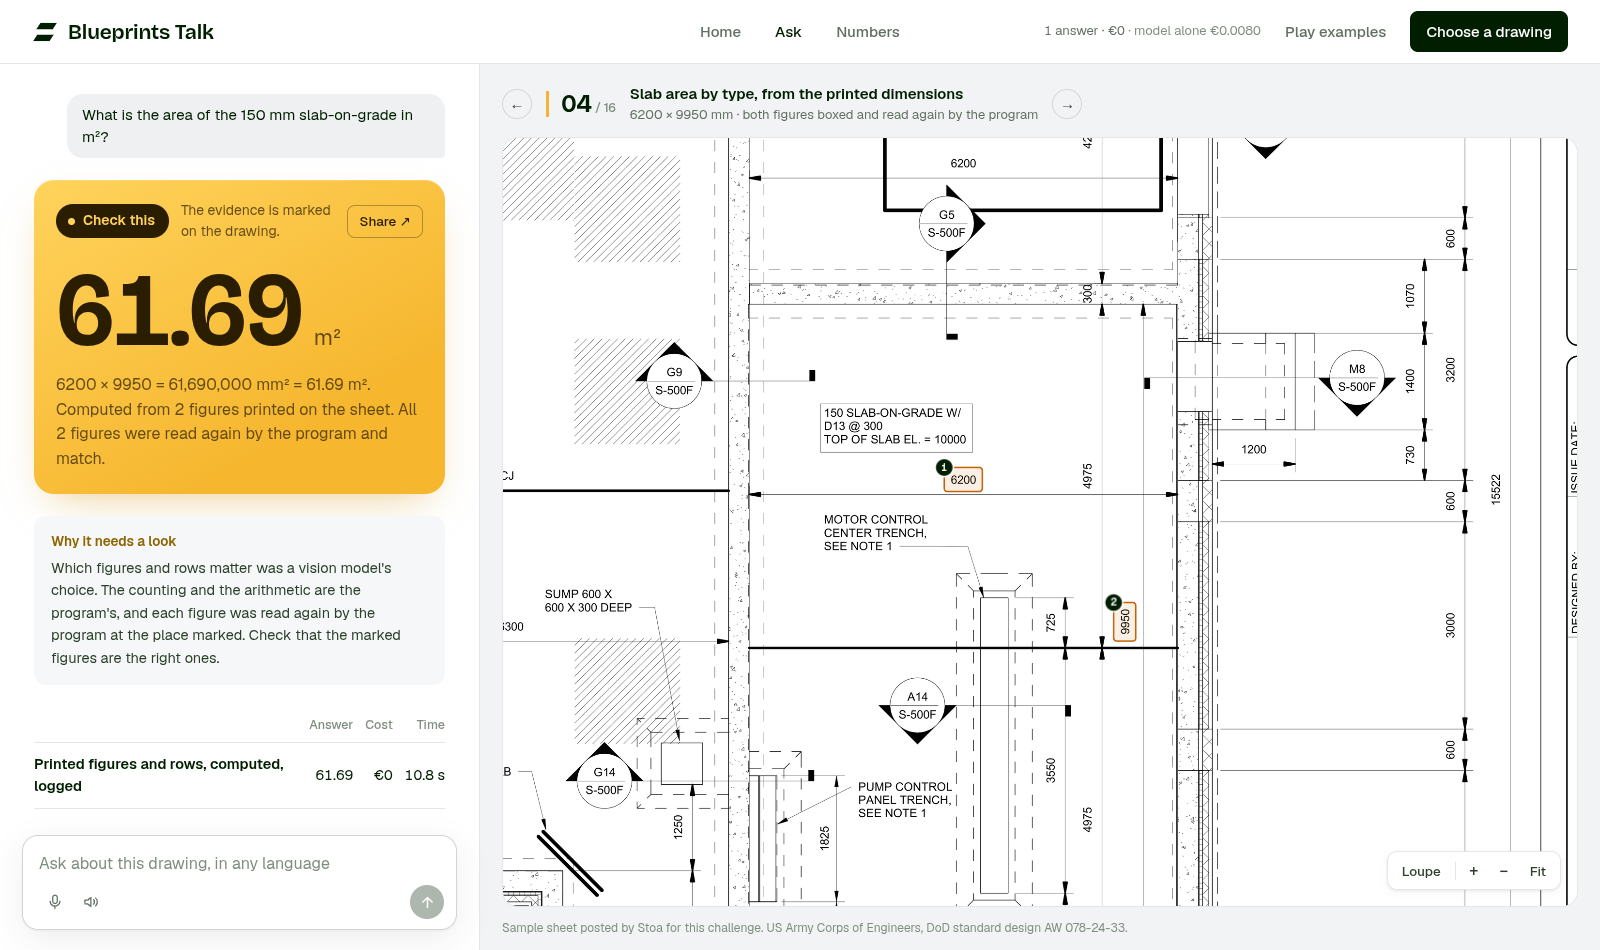 Blueprints Talk
Home
Ask
Numbers
1 answer · €0 · model alone €0.0080
Play examples
Choose a drawing
What is the area of the 150 mm slab-on-grade in
m²?
Check this
The evidence is marked
on the drawing.
Share ↗
61.69 m²
6200 × 9950 = 61,690,000 mm² = 61.69 m².
Computed from 2 figures printed on the sheet. All
2 figures were read again by the program and
match.
Why it needs a look
Which figures and rows matter was a vision model's
choice. The counting and the arithmetic are the
program's, and each figure was read again by the
program at the place marked. Check that the marked
figures are the right ones.
Answer Cost Time
Printed figures and rows, computed,
logged
61.69 €0 10.8 s
Ask about this drawing, in any language
←
04 / 16
Slab area by type, from the printed dimensions
6200 × 9950 mm · both figures boxed and read again by the program
→
42
6200
G5
S-500F
300
600
1070
G9
S-500F
M8
S-500F
1400
3200
150 SLAB-ON-GRADE W/
D13 @ 300
TOP OF SLAB EL. = 10000
1200
730
CJ
1
6200
4975
600
15522
ISSUE DATE:
MOTOR CONTROL
CENTER TRENCH,
SEE NOTE 1
SUMP 600 X
600 X 300 DEEP
6300
725
2
9950
3000
DESIGNED BY:
A14
S-500F
G14
S-500F
B
3550
600
PUMP CONTROL
PANEL TRENCH,
SEE NOTE 1
1250
1825
4975
Loupe + − Fit
Sample sheet posted by Stoa for this challenge. US Army Corps of Engineers, DoD standard design AW 078-24-33.